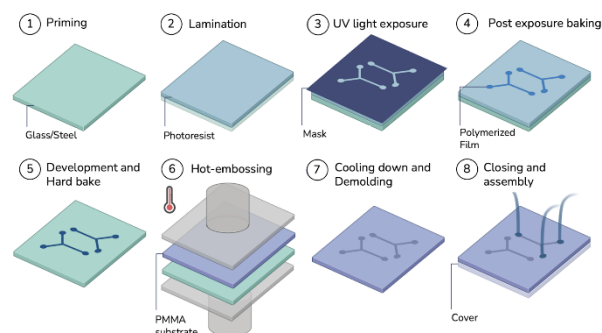 1 Priming
2 Lamination
3 UV light exposure
4 Post exposure baking
Glass/Steel
Photoresist
Mask
Polymerized
Film
5 Development and
Hard bake
6 Hot-embossing
7 Cooling down and
Demolding
8 Closing and
assembly
PMMA
substrate
Cover